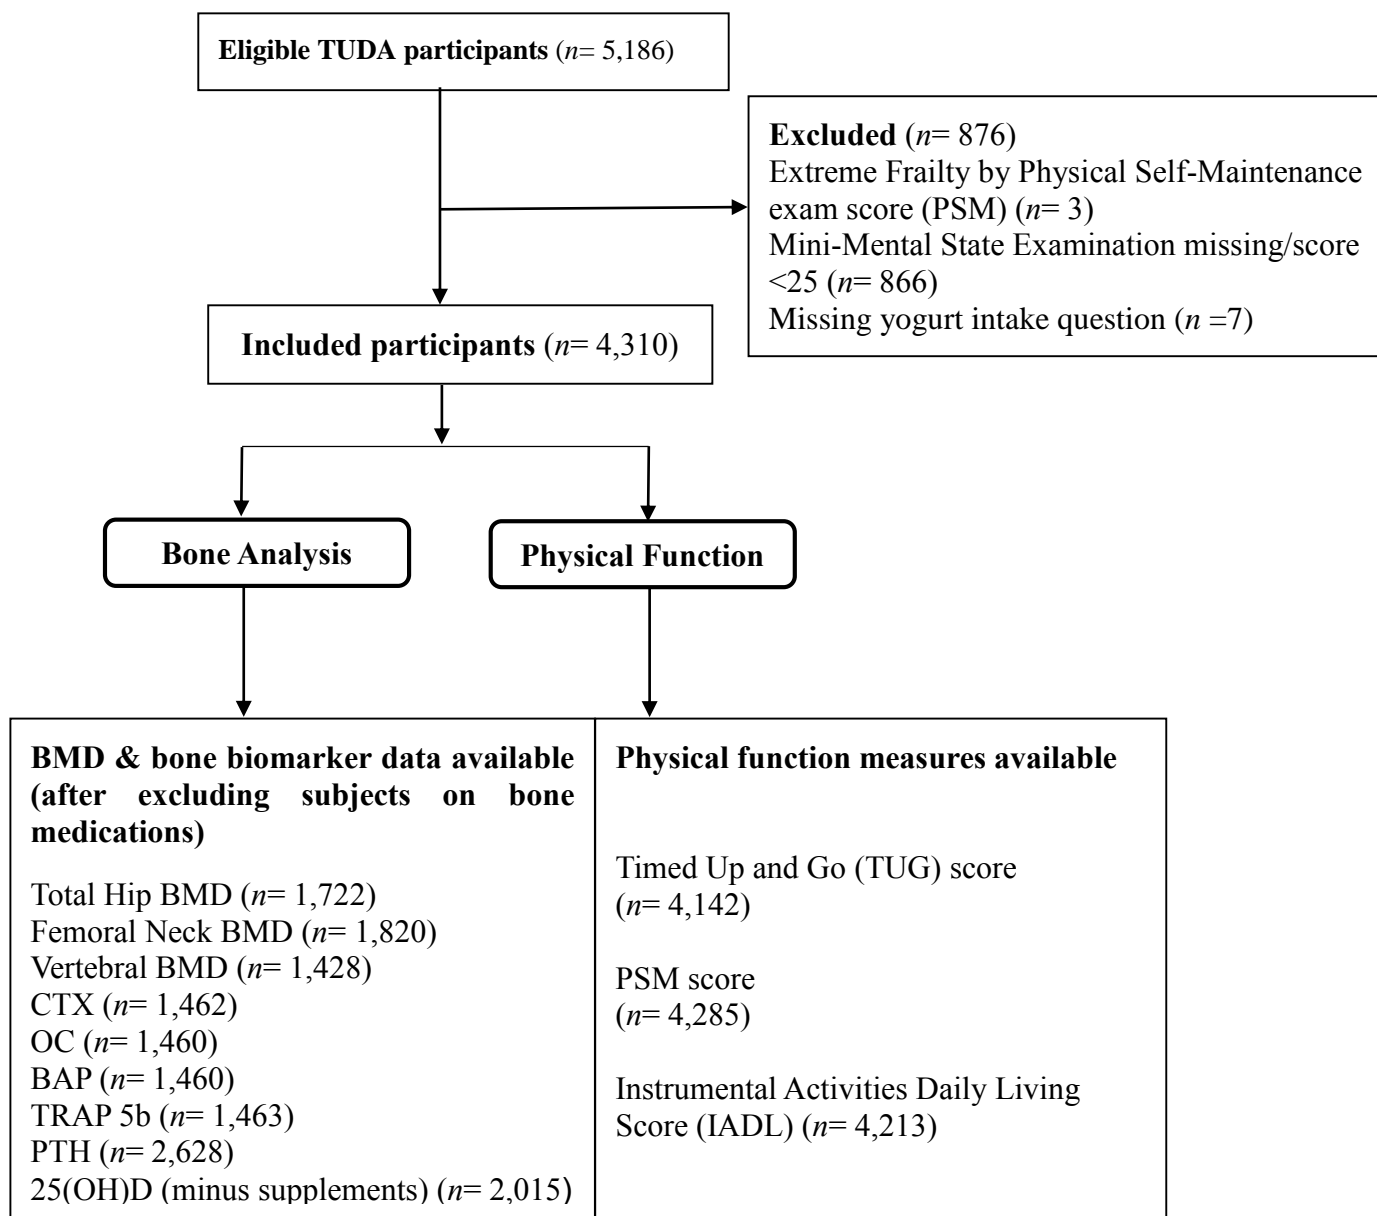 Eligible TUDA participants (n= 5,186)
Excluded (n= 876)
Extreme Frailty by Physical Self-Maintenance
exam score (PSM) (n= 3)
Mini-Mental State Examination missing/score
<25 (n= 866)
Missing yogurt intake question (n =7)
Included participants (n= 4,310)
Bone Analysis
Physical Function
BMD & bone biomarker data available
(after excluding subjects on bone
medications)
Total Hip BMD (n= 1,722)
Femoral Neck BMD (n= 1,820)
Vertebral BMD (n= 1,428)
CTX (n= 1,462)
OC (n= 1,460)
BAP (n= 1,460)
TRAP 5b (n= 1,463)
PTH (n= 2,628)
25(OH)D (minus supplements) (n= 2,015)
Physical function measures available
Timed Up and Go (TUG) score
(n= 4,142)
PSM score
(n= 4,285)
Instrumental Activities Daily Living
Score (IADL) (n= 4,213)